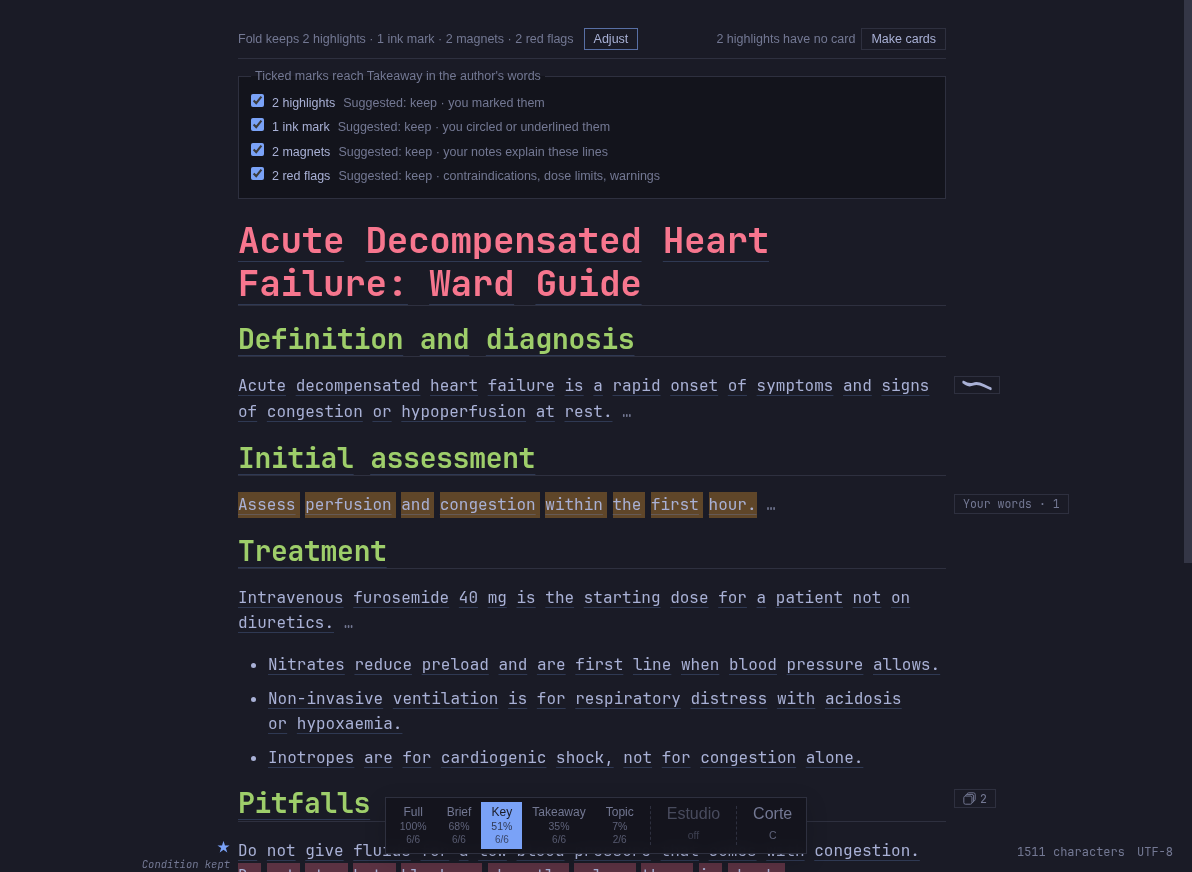 Fold keeps 2 highlights · 1 ink mark · 2 magnets · 2 red flags Adjust 2 highlights have no card Make cards
Ticked marks reach Takeaway in the author's words
2 highlights Suggested: keep · you marked them
1 ink mark Suggested: keep · you circled or underlined them
2 magnets Suggested: keep · your notes explain these lines
2 red flags Suggested: keep · contraindications, dose limits, warnings
Acute Decompensated Heart
Failure: Ward Guide
Definition and diagnosis
Acute decompensated heart failure is a rapid onset of symptoms and signs
of congestion or hypoperfusion at rest. …
Initial assessment
Assess perfusion and congestion within the first hour. … Your words · 1
Treatment
Intravenous furosemide 40 mg is the starting dose for a patient not on
diuretics. …
Nitrates reduce preload and are first line when blood pressure allows.
Non-invasive ventilation is for respiratory distress with acidosis
or hypoxaemia.
Inotropes are for cardiogenic shock, not for congestion alone.
Pitfalls 2
Full Brief Key Takeaway Topic Estudio Corte
100% 68% 51% 35% 7% off C
6/6 6/6 6/6 6/6 2/6
Do not give fluids for a low blood pressure that comes with congestion.
Condition kept
1511 characters UTF-8